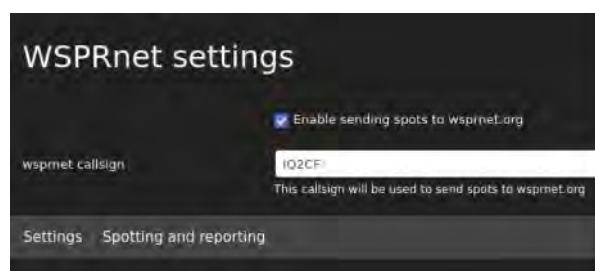 WSPRnet settings
Enable sending spots to wsprnet.org
wsprnet callsign
IQ2CF
This callsign will be used to send spots to wsprnet.org
Settings Spotting and reporting